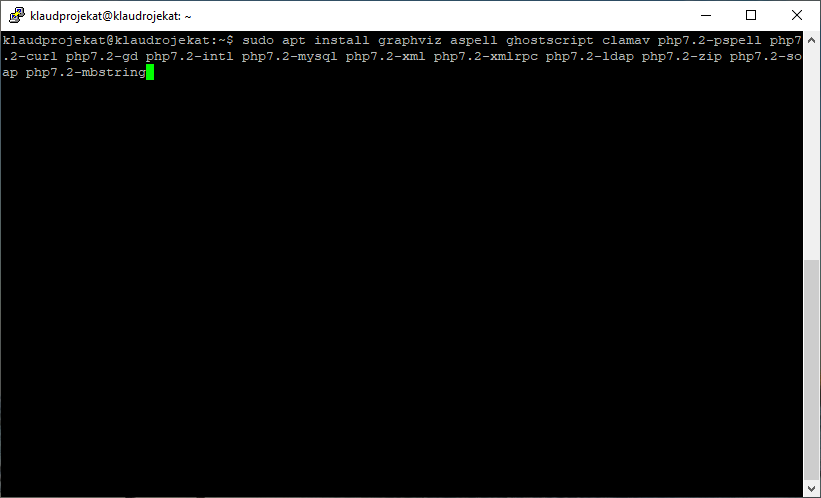 klaudprojekat@klaudrojekat: ~
klaudprojekat@klaudrojekat:~$ sudo apt install graphviz aspell ghostscript clamav php7.2-pspell php7
.2-curl php7.2-gd php7.2-intl php7.2-mysql php7.2-xml php7.2-xmlrpc php7.2-ldap php7.2-zip php7.2-so
ap php7.2-mbstring